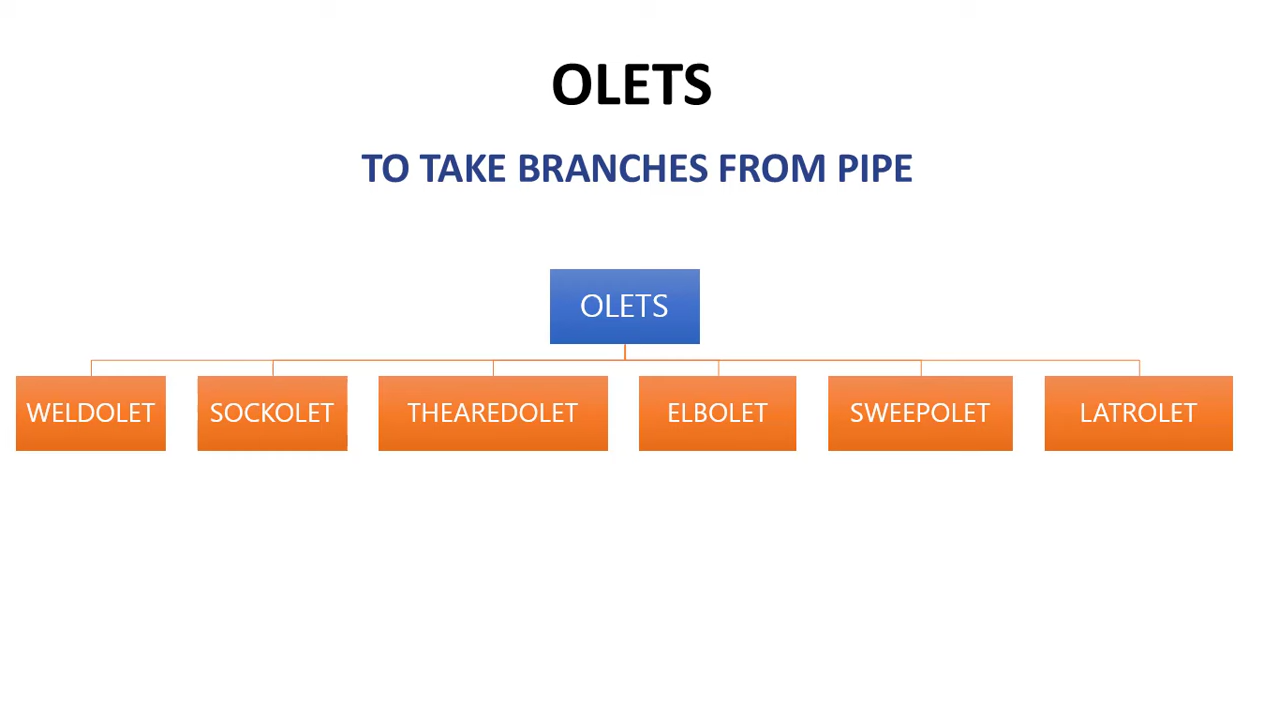 OLETS
TO TAKE BRANCHES FROM PIPE
OLETS
WELDOLET
SOCKOLET
THEAREDOLET
ELBOLET
SWEEPOLET
LATROLET